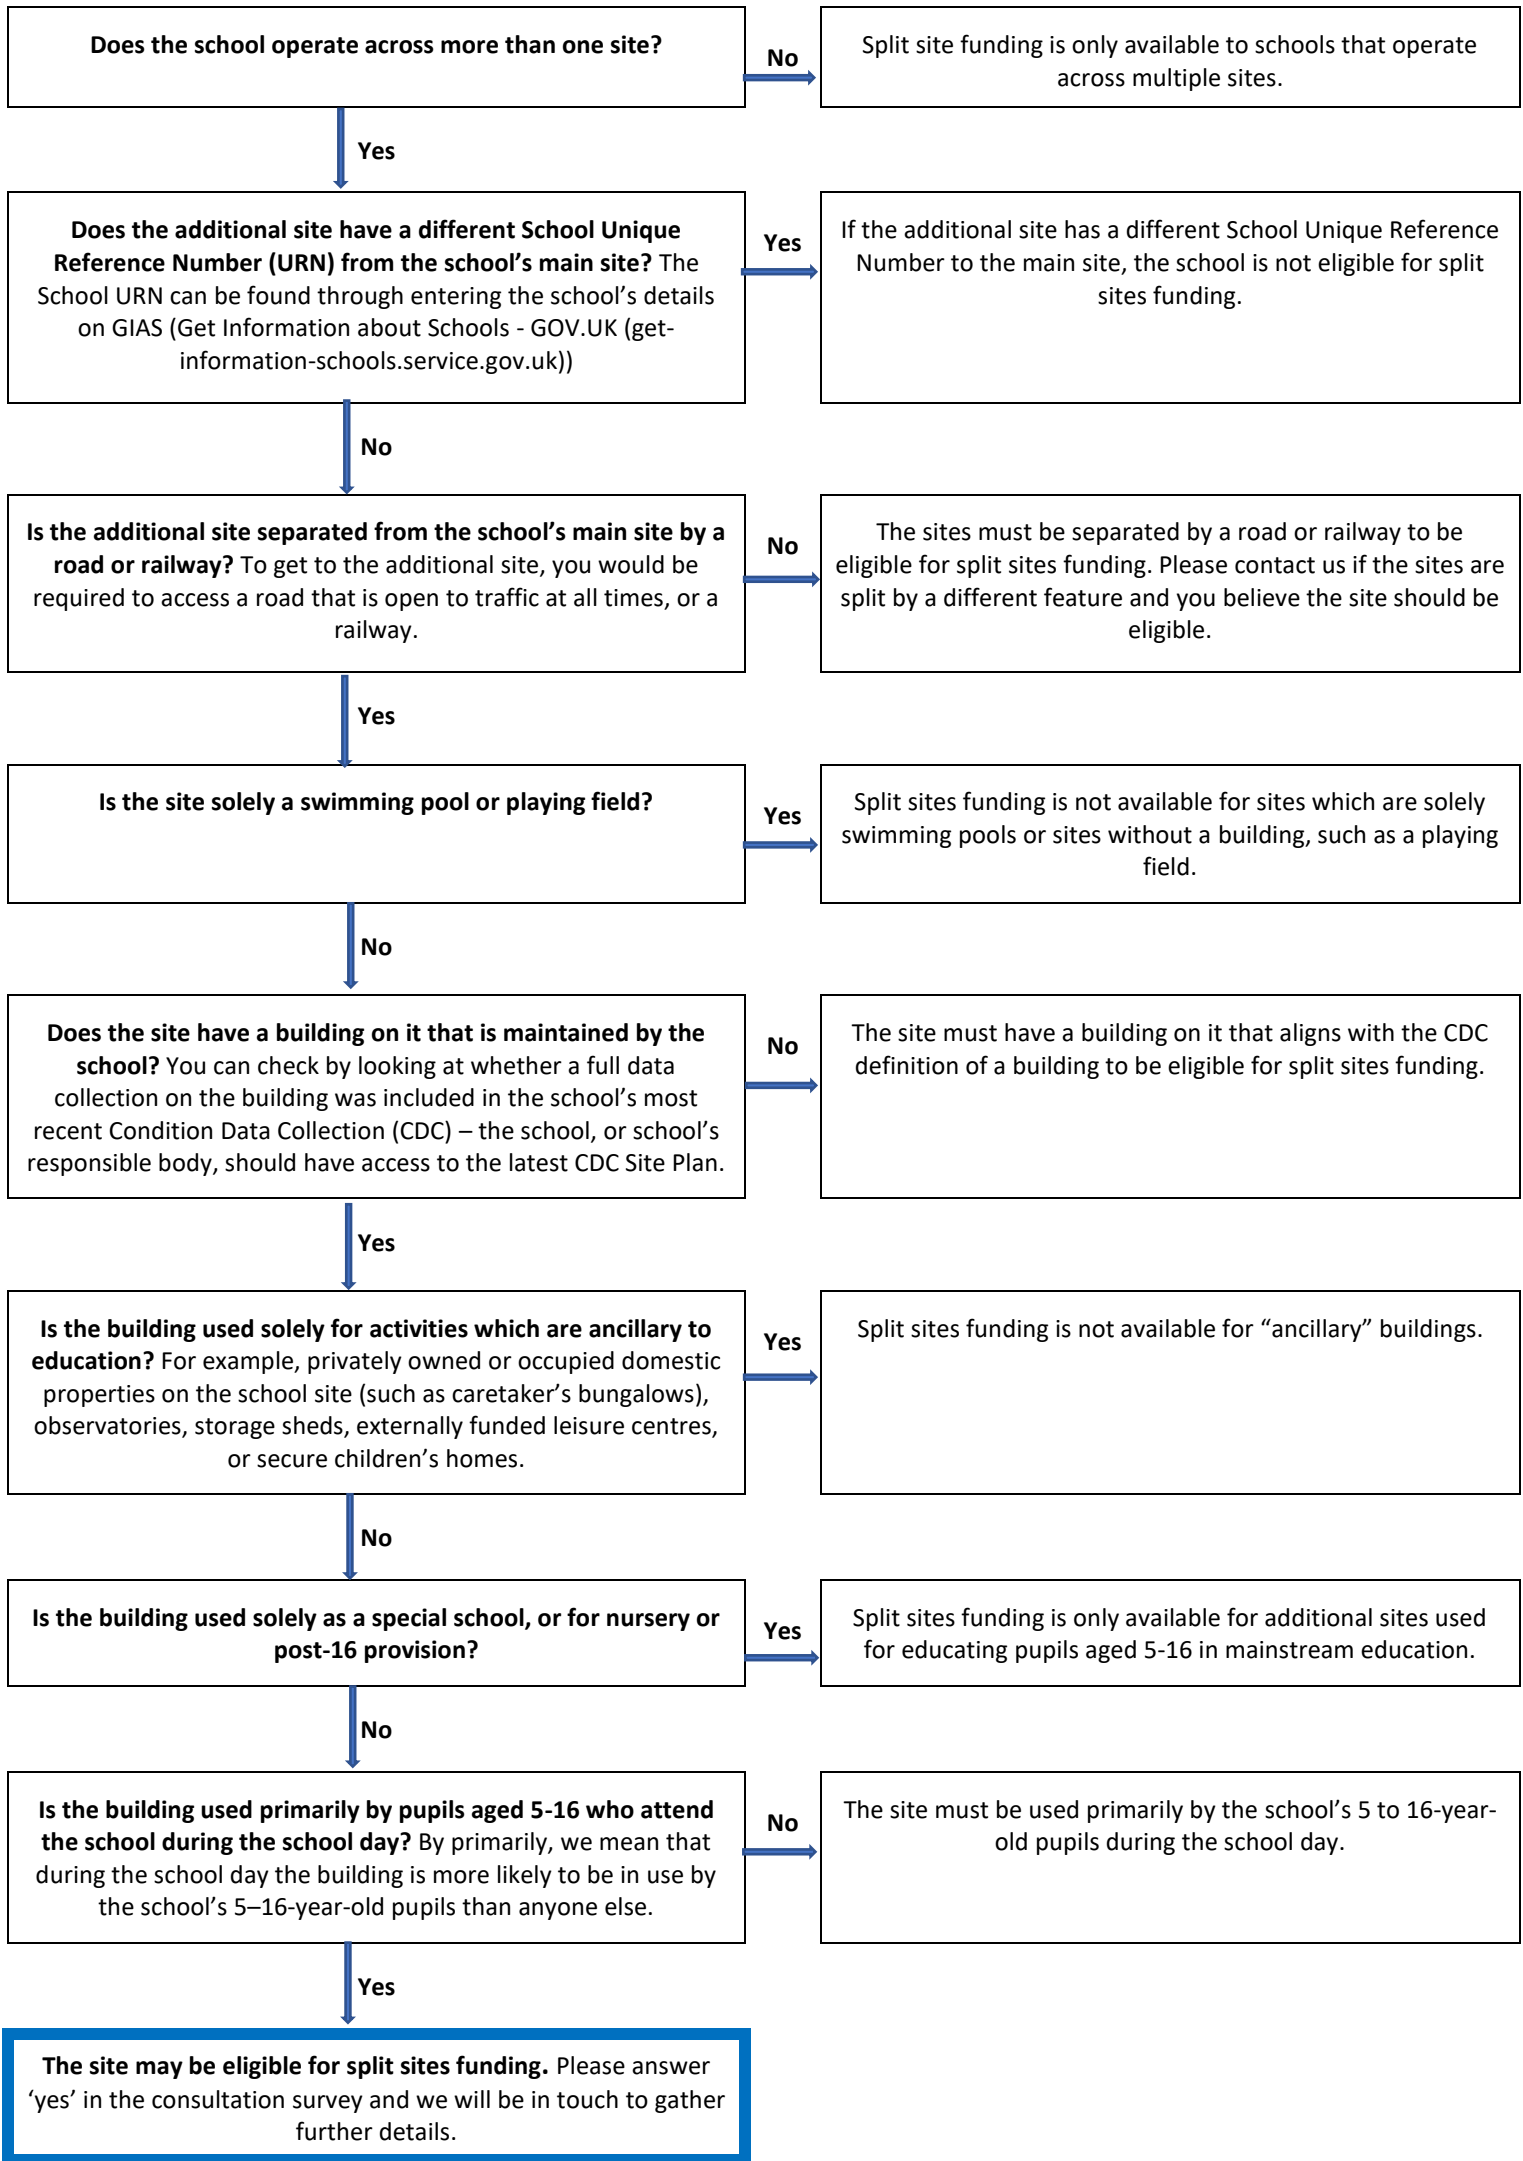 Does the school operate across more than one site?
No
Split site funding is only available to schools that operate
across multiple sites.
Yes
Does the additional site have a different School Unique
Reference Number (URN) from the school’s main site? The
School URN can be found through entering the school’s details
on GIAS (Get Information about Schools - GOV.UK (get-
information-schools.service.gov.uk))
Yes
If the additional site has a different School Unique Reference
Number to the main site, the school is not eligible for split
sites funding.
No
Is the additional site separated from the school’s main site by a
road or railway? To get to the additional site, you would be
required to access a road that is open to traffic at all times, or a
railway.
No
The sites must be separated by a road or railway to be
eligible for split sites funding. Please contact us if the sites are
split by a different feature and you believe the site should be
eligible.
Yes
Is the site solely a swimming pool or playing field?
Yes
Split sites funding is not available for sites which are solely
swimming pools or sites without a building, such as a playing
field.
No
Does the site have a building on it that is maintained by the
school? You can check by looking at whether a full data
collection on the building was included in the school’s most
recent Condition Data Collection (CDC) – the school, or school’s
responsible body, should have access to the latest CDC Site Plan.
No
The site must have a building on it that aligns with the CDC
definition of a building to be eligible for split sites funding.
Yes
Is the building used solely for activities which are ancillary to
education? For example, privately owned or occupied domestic
properties on the school site (such as caretaker’s bungalows),
observatories, storage sheds, externally funded leisure centres,
or secure children’s homes.
Yes
Split sites funding is not available for “ancillary” buildings.
No
Is the building used solely as a special school, or for nursery or
post-16 provision?
Yes
Split sites funding is only available for additional sites used
for educating pupils aged 5-16 in mainstream education.
No
Is the building used primarily by pupils aged 5-16 who attend
the school during the school day? By primarily, we mean that
during the school day the building is more likely to be in use by
the school’s 5–16-year-old pupils than anyone else.
No
The site must be used primarily by the school’s 5 to 16-year-
old pupils during the school day.
Yes
The site may be eligible for split sites funding. Please answer
‘yes’ in the consultation survey and we will be in touch to gather
further details.